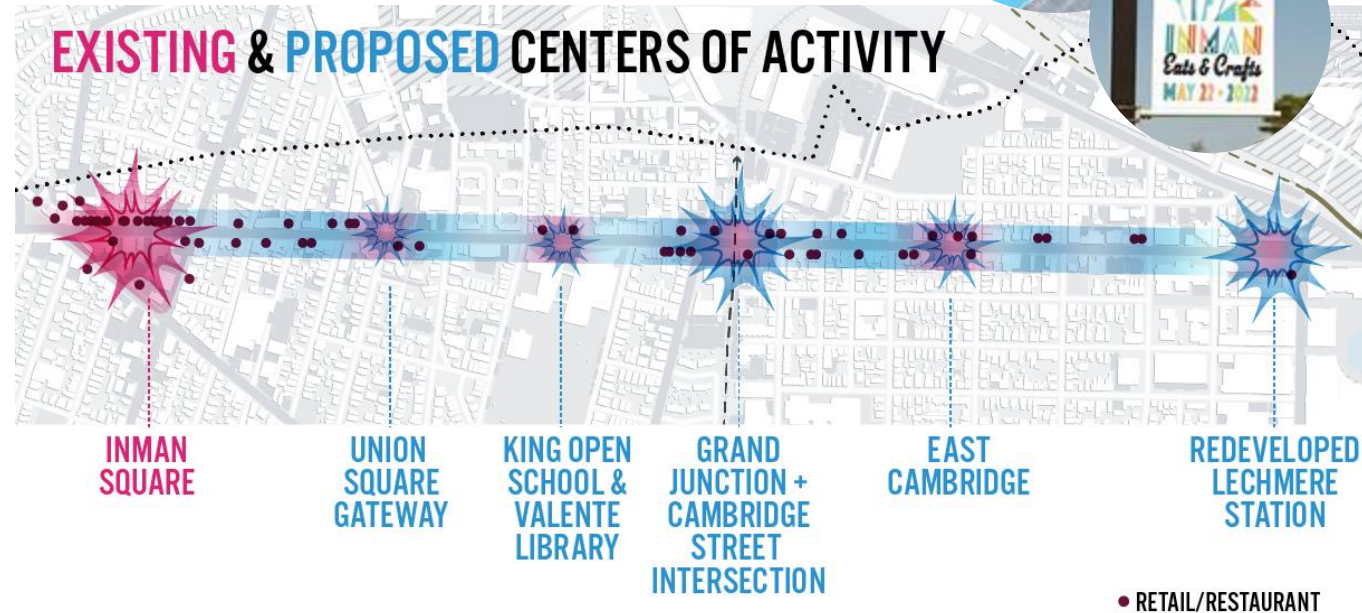 EXISTING & PROPOSED CENTERS OF ACTIVITY
INMAN
Eats & Crafts
MAY 22 • 2022
INMAN
SQUARE
UNION
SQUARE
GATEWAY
KING OPEN
SCHOOL &
VALENTE
LIBRARY
GRAND
JUNCTION +
CAMBRIDGE
STREET
INTERSECTION
EAST
CAMBRIDGE
REDEVELOPED
LECHMERE
STATION
RETAIL/RESTAURANT